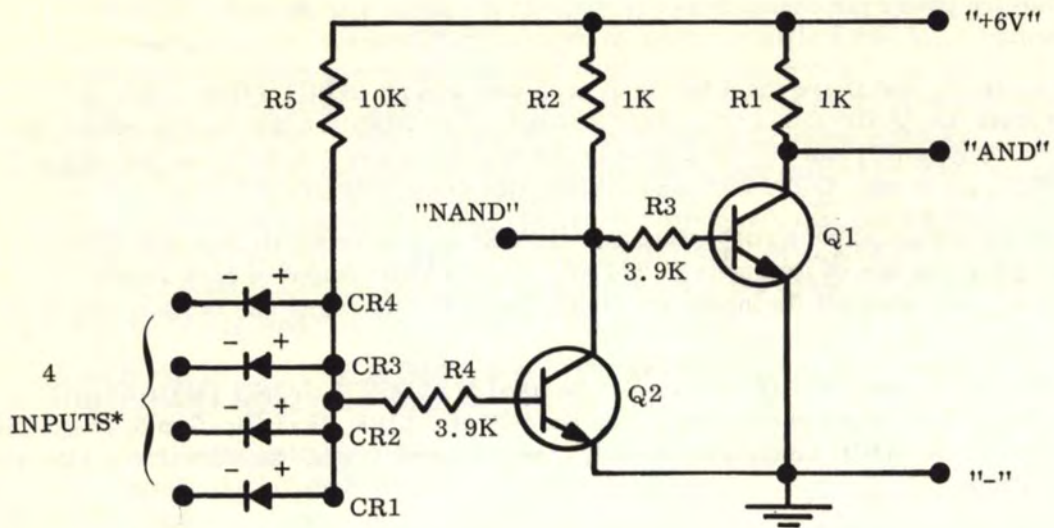 "+6V"
R5 10K R2 1K R1 1K
"AND"
"NAND" R3
Q1
3.9K
- + CR4
- + CR3
4 R4 Q2
INPUTS* - + CR2
3.9K
- + CR1 "-"